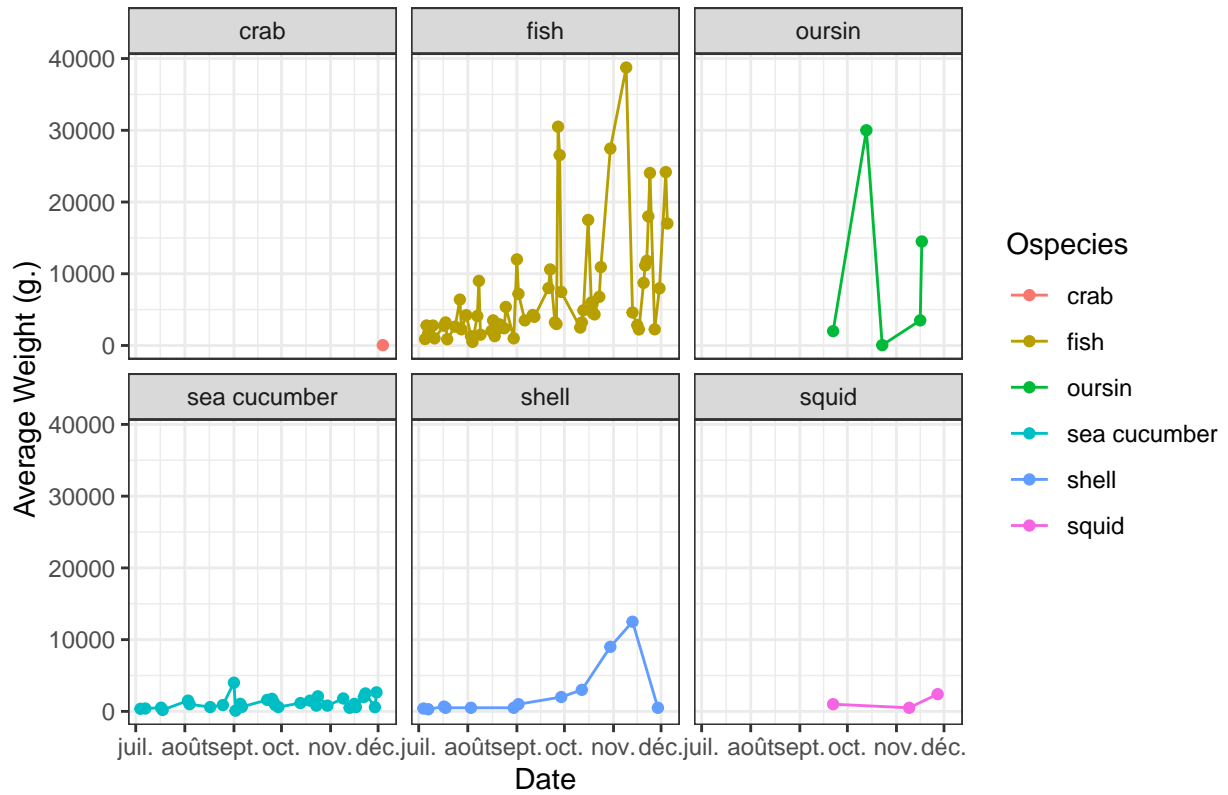 crab
fish
oursin
40000
30000
20000
10000
0
sea cucumber
shell
squid
40000
30000
20000
10000
0
juil.
août
sept.
oct.
nov.
déc.
juil.
août
sept.
oct.
nov.
déc.
juil.
août
sept.
oct.
nov.
déc.
Date
Average Weight (g.)
Ospecies
crab
fish
oursin
sea cucumber
shell
squid